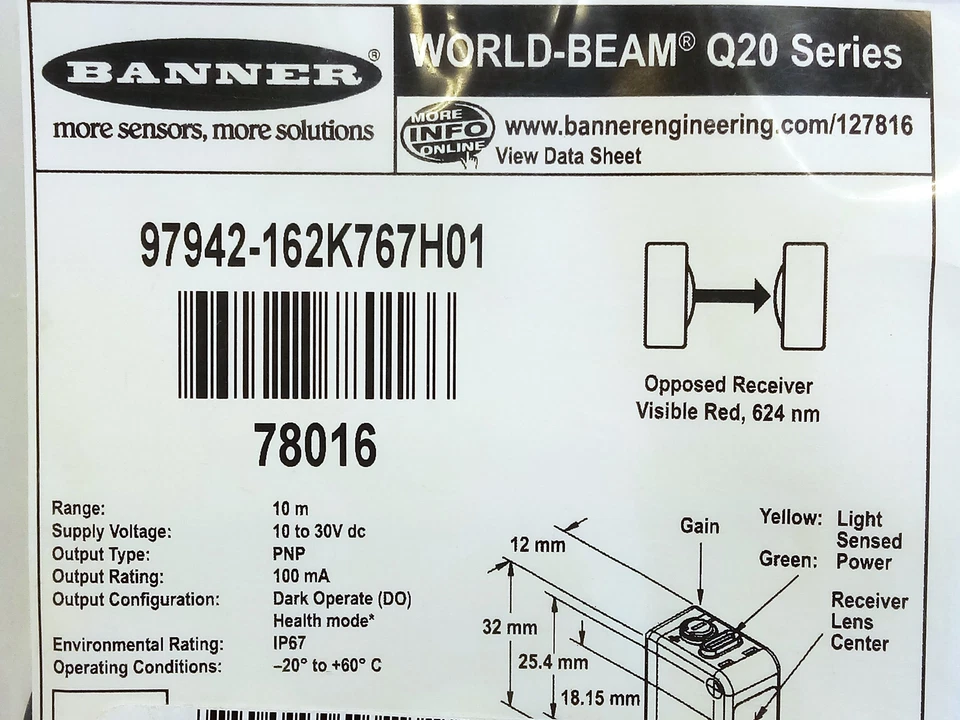 BANNER®
more sensors, more solutions
WORLD-BEAM® Q20 Series
MORE
INFO
ONLINE
www.bannerengineering.com/127816
View Data Sheet
97942-162K767H01
78016
Opposed Receiver
Visible Red, 624 nm
Range: 10 m
Supply Voltage: 10 to 30V dc
Output Type: PNP
Output Rating: 100 mA
Output Configuration: Dark Operate (DO)
Health mode*
Environmental Rating: IP67
Operating Conditions: –20° to +60° C
12 mm
32 mm
25.4 mm
18.15 mm
Gain
Yellow: Light
Sensed
Green: Power
Receiver
Lens
Center